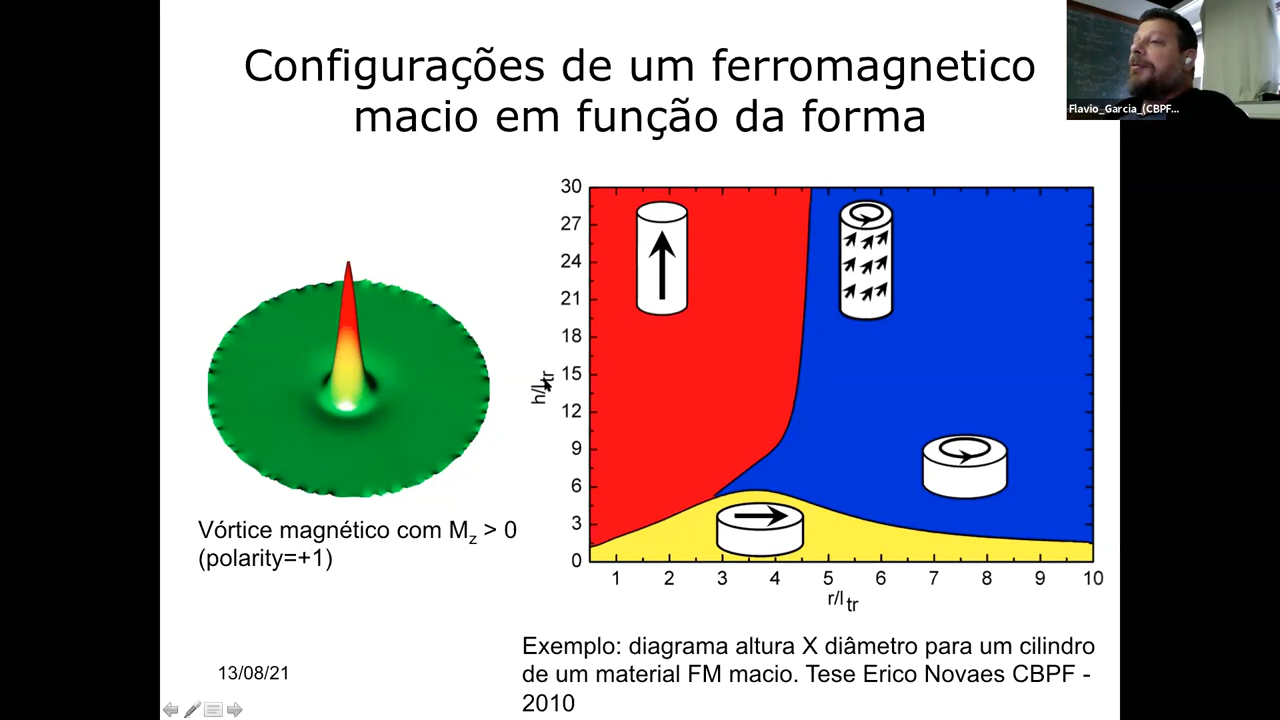 Configurações de um ferromagnetico
macio em função da forma
Flavio_Garcia_(CBPF...
30
27
24
21
18
15
12
9
6
3
0
h/l tr
1 2 3 4 5 6 7 8 9 10
r/l tr
Vórtice magnético com Mz > 0
(polarity=+1)
Exemplo: diagrama altura X diâmetro para um cilindro
de um material FM macio. Tese Erico Novaes CBPF -
2010
13/08/21